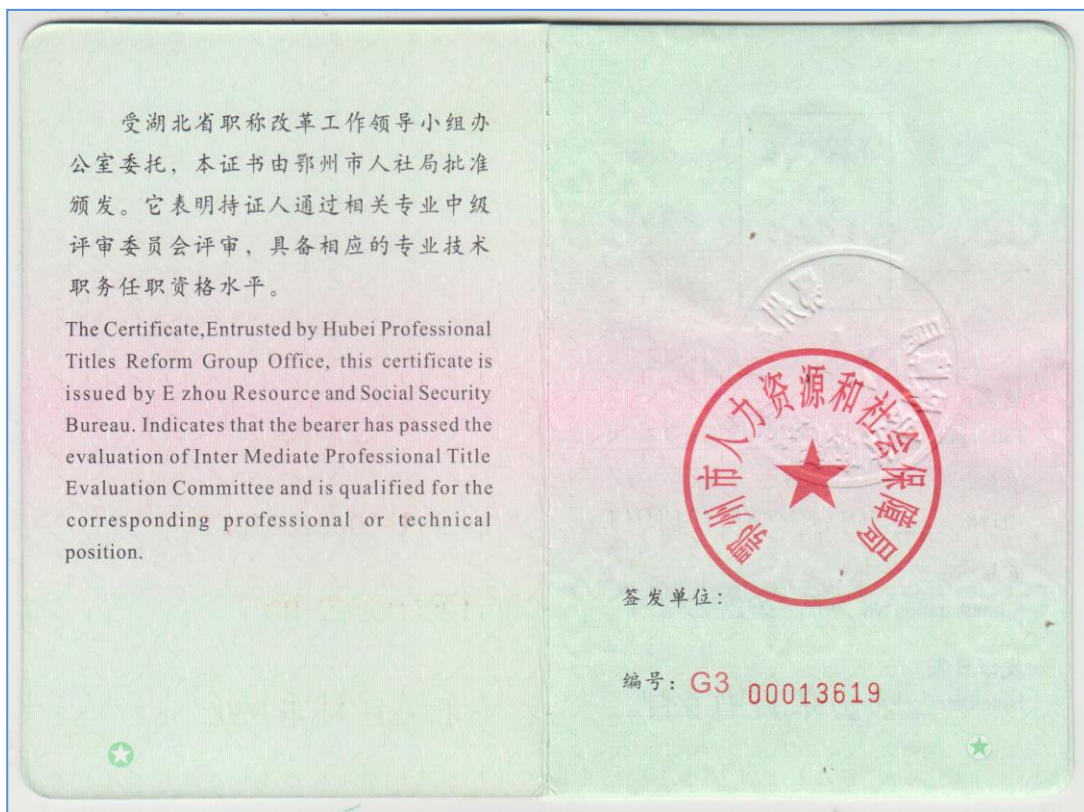 受湖北省职称改革工作领导小组办
公室委托，本证书由鄂州市人社局批准
颁发。它表明持证人通过相关专业中级
评审委员会评审，具备相应的专业技术
职务任职资格水平。
The Certificate,Entrusted by Hubei Professional
Titles Reform Group Office, this certificate is
issued by E zhou Resource and Social Security
Bureau. Indicates that the bearer has passed the
evaluation of Inter Mediate Professional Title
Evaluation Committee and is qualified for the
corresponding professional or technical
position.
鄂州市人力资源和社会保障局
签发单位：
编号：G3 00013619